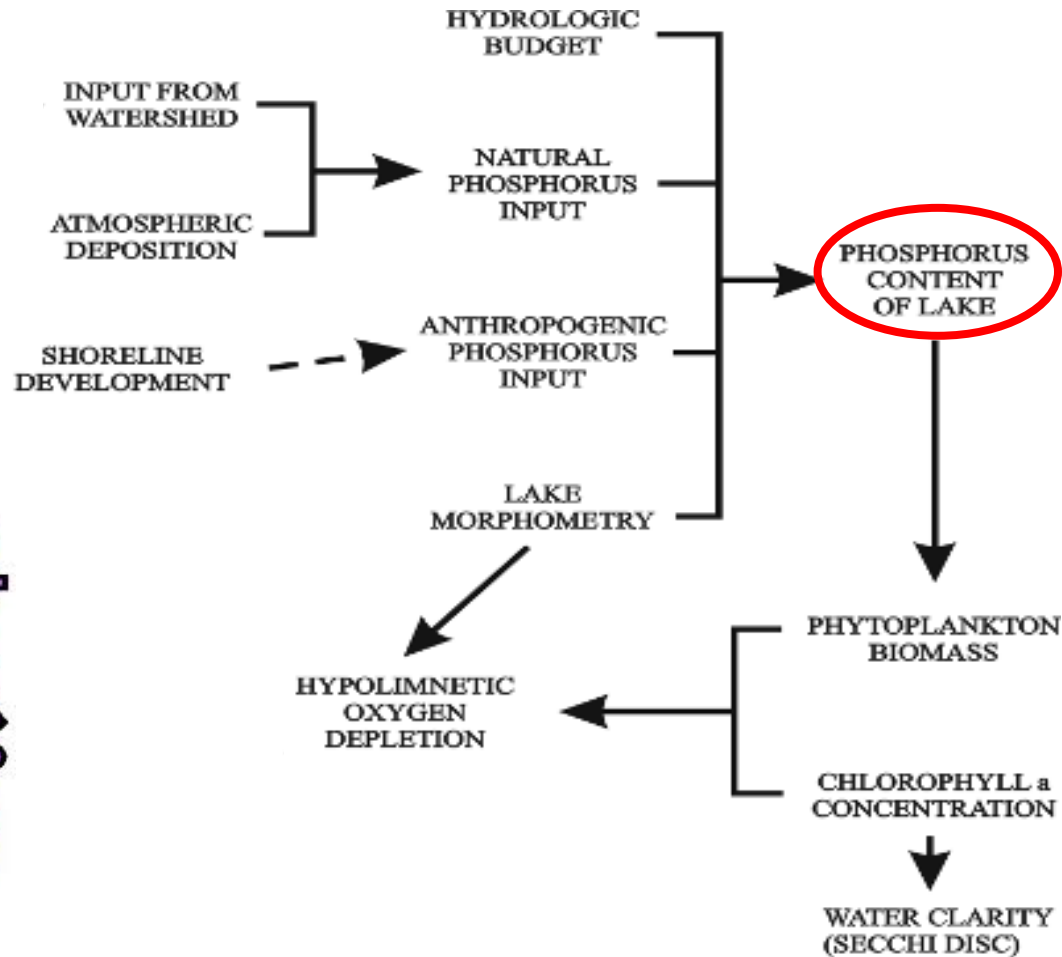 HYDROLOGIC
BUDGET
INPUT FROM
WATERSHED
NATURAL
PHOSPHORUS
INPUT
ATMOSPHERIC
DEPOSITION
PHOSPHORUS
CONTENT
OF LAKE
ANTHROPOGENIC
PHOSPHORUS
INPUT
SHORELINE
DEVELOPMENT
LAKE
MORPHOMETRY
PHYTOPLANKTON
BIOMASS
HYPOLIMNETIC
OXYGEN
DEPLETION
CHLOROPHYLL a
CONCENTRATION
WATER CLARITY
(SECCHI DISC)